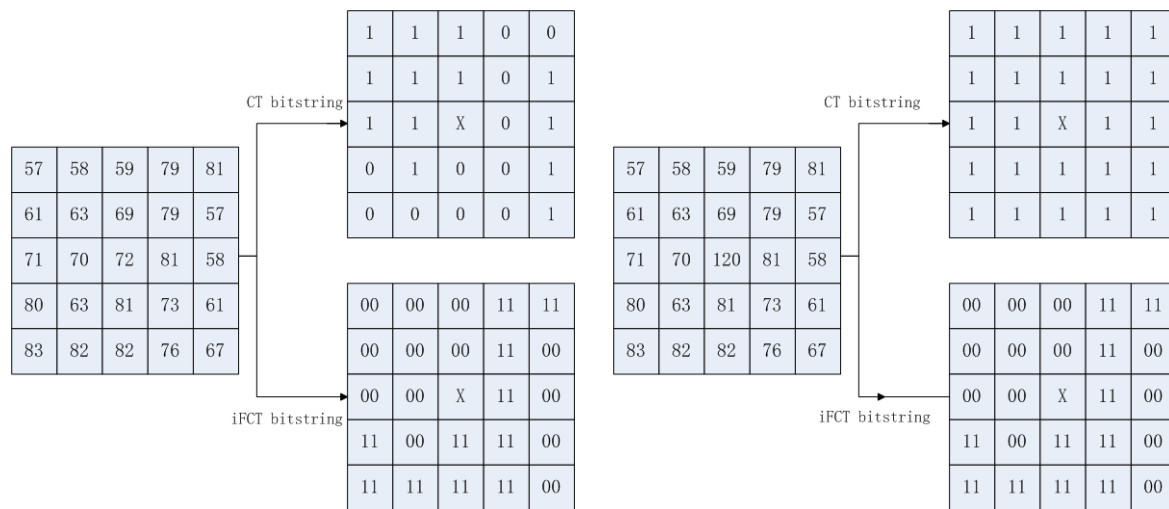 1 1 1 0 0
1 1 1 0 1
CT bitstring
1 1 X 0 1
0 1 0 0 1
0 0 0 0 1
57 58 59 79 81
61 63 69 79 57
71 70 72 81 58
80 63 81 73 61
83 82 82 76 67
00 00 00 11 11
00 00 00 11 00
00 00 X 11 00
iFCT bitstring
11 00 11 11 00
11 11 11 11 00
1 1 1 1 1
1 1 1 1 1
CT bitstring
1 1 X 1 1
1 1 1 1 1
1 1 1 1 1
57 58 59 79 81
61 63 69 79 57
71 70 120 81 58
80 63 81 73 61
83 82 82 76 67
00 00 00 11 11
00 00 00 11 00
00 00 X 11 00
iFCT bitstring
11 00 11 11 00
11 11 11 11 00